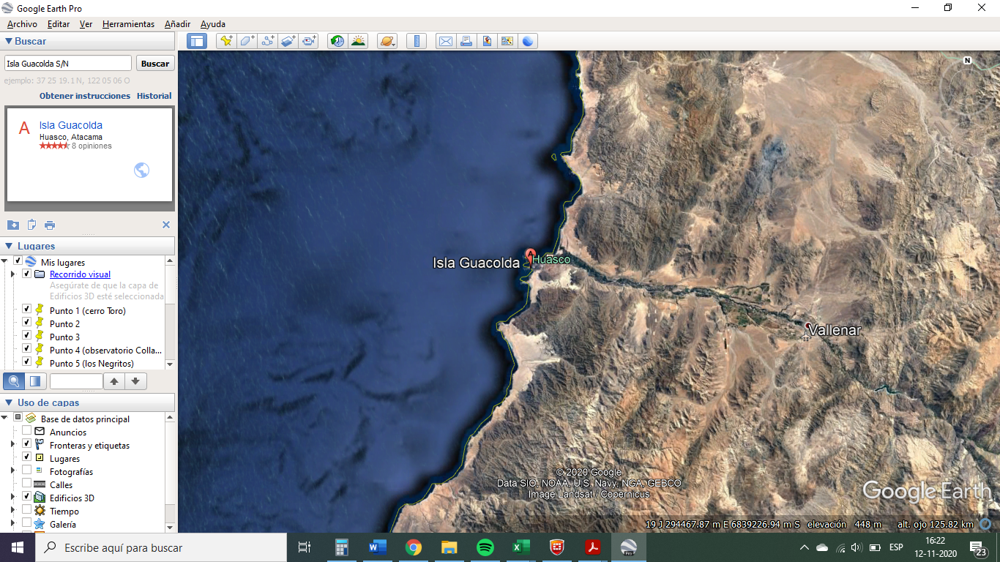 Google Earth Pro
Archivo Editar Ver Herramientas Añadir Ayuda
Buscar
Isla Guacolda S/N
Buscar
ejemplo: 37 25 19.1 N, 122 05 06 O
Obtener instrucciones Historial
A
Isla Guacolda
Huasco, Atacama
8 opiniones
Lugares
Mis lugares
Recorrido visual
Asegúrate de que la capa de
Edificios 3D esté seleccionada
Punto 1 (cerro Toro)
Punto 2
Punto 3
Punto 4 (observatorio Colla...
Punto 5 (los Negritos)
Uso de capas
Base de datos principal
Anuncios
Fronteras y etiquetas
Lugares
Fotografías
Calles
Edificios 3D
Tiempo
Galería
N
A
Isla Guacolda
Huasco
Vallenar
© 2020 Google
Data SIO, NOAA, U.S. Navy, NGA, GEBCO
Image Landsat / Copernicus
Google Earth
19 J 294467.87 m E 6839226.94 m S elevación 448 m alt. ojo 125.82 km
Escribe aquí para buscar
ESP
16:22
12-11-2020
23